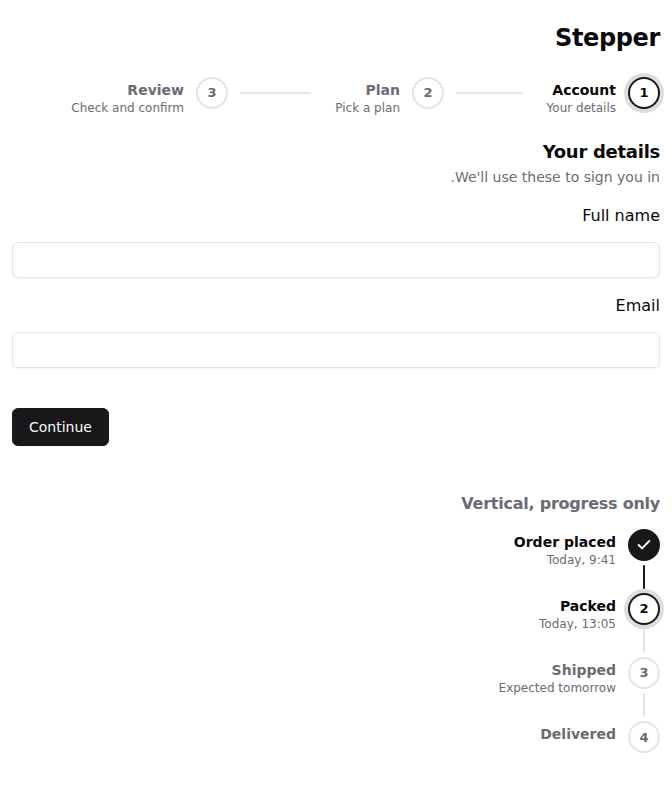 Stepper
1
Account
Your details
2
Plan
Pick a plan
3
Review
Check and confirm
Your details
.We'll use these to sign you in
Full name
Email
Continue
Vertical, progress only
Order placed
Today, 9:41
2
Packed
Today, 13:05
3
Shipped
Expected tomorrow
4
Delivered